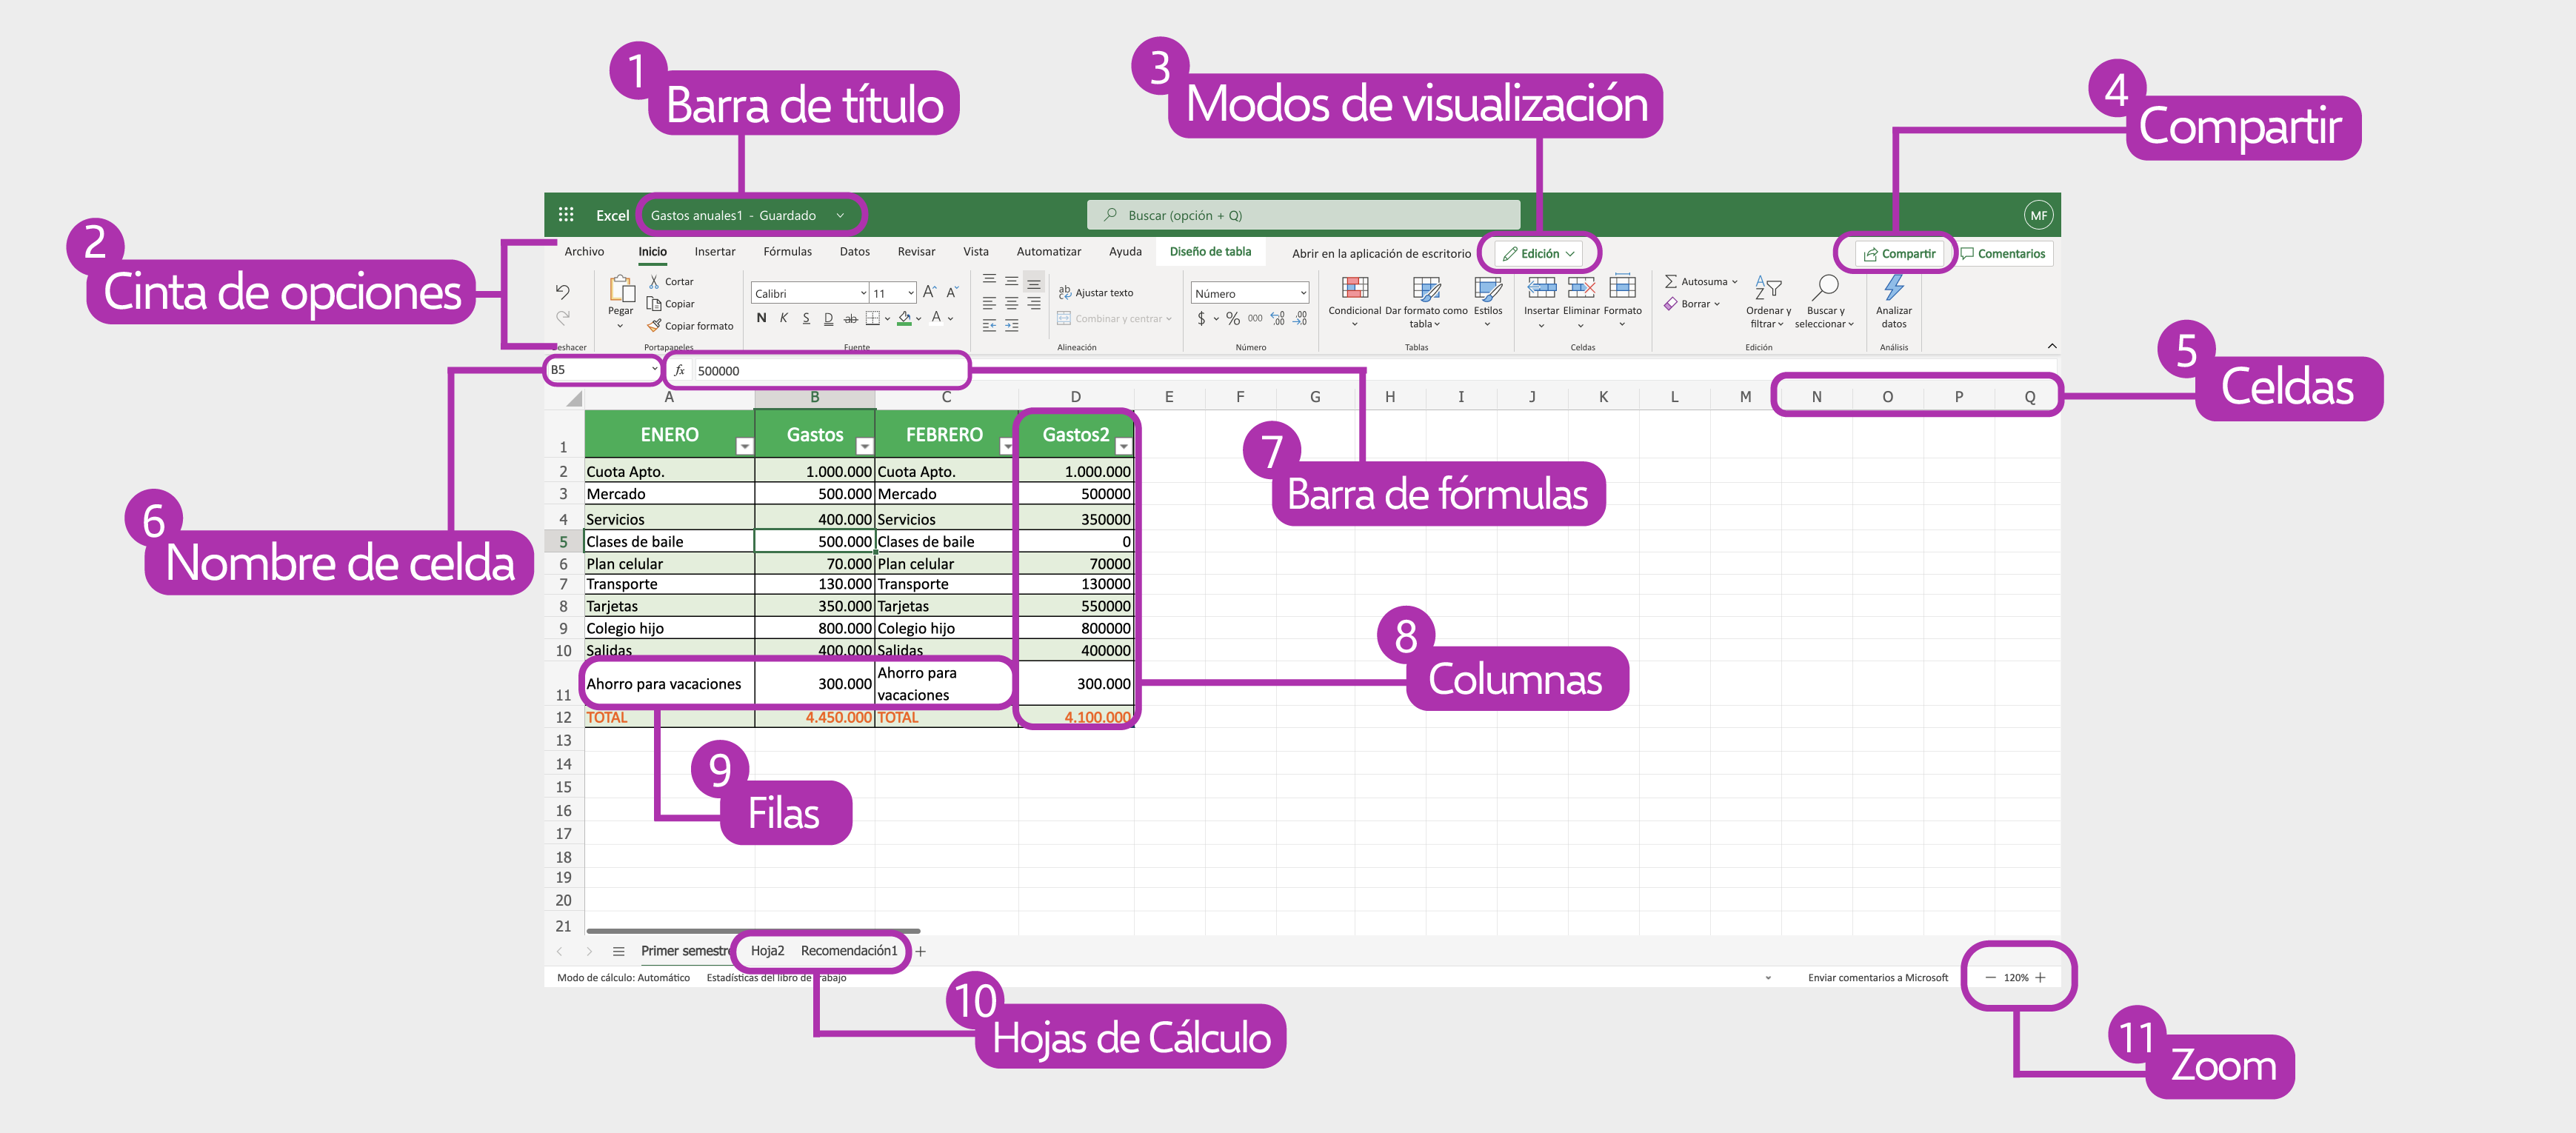 1
Barra de título
3
Modos de visualización
4
Compartir
2
Cinta de opciones
Excel
Gastos anuales1 - Guardado
Buscar (opción + Q)
MF
Archivo Inicio Insertar Fórmulas Datos Revisar Vista Automatizar Ayuda Diseño de tabla Abrir en la aplicación de escritorio Edición Compartir Comentarios
Pegar
Cortar
Copiar
Copiar formato
Calibri 11
N K S D ab A
Ajustar texto
Combinar y centrar
Número
$ % 000
Condicional
Dar formato como
tabla
Estilos
Insertar Eliminar Formato
Autosuma
Borrar
Ordenar y
filtrar
Buscar y
seleccionar
Analizar
datos
eshacer Portapapeles Fuente Alineación Número Tablas Celdas Edición Análisis
B5 fx 500000
5
Celdas
A B C D E F G H I J K L M N O P Q
1 ENERO Gastos FEBRERO Gastos2
2 Cuota Apto. 1.000.000 Cuota Apto. 1.000.000
3 Mercado 500.000 Mercado 500000
4 Servicios 400.000 Servicios 350000
5 Clases de baile 500.000 Clases de baile 0
6 Plan celular 70.000 Plan celular 70000
7 Transporte 130.000 Transporte 130000
8 Tarjetas 350.000 Tarjetas 550000
9 Colegio hijo 800.000 Colegio hijo 800000
10 Salidas 400.000 Salidas 400000
11 Ahorro para vacaciones 300.000 Ahorro para
vacaciones 300.000
12 TOTAL 4.450.000 TOTAL 4.100.000
13
14
15
16
17
18
19
20
21
7
Barra de fórmulas
6
Nombre de celda
8
Columnas
9
Filas
Primer semestr Hoja2 Recomendación1
Modo de cálculo: Automático Estadísticas del libro de trabajo
Enviar comentarios a Microsoft 120%
10
Hojas de Cálculo
11
Zoom